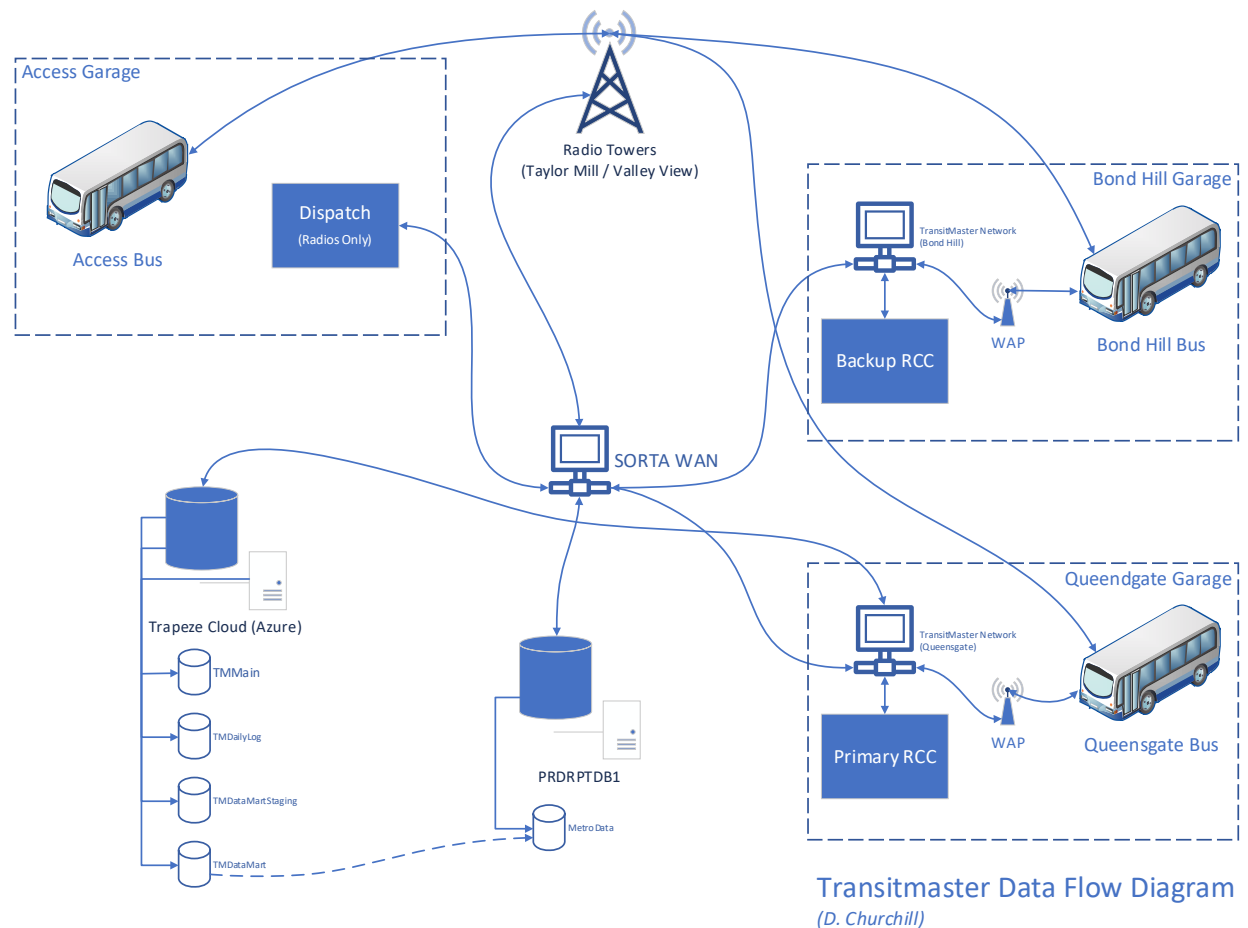 Access Garage
Access Bus
Dispatch
(Radios Only)
Radio Towers
(Taylor Mill / Valley View)
Bond Hill Garage
TransitMaster Network
(Bond Hill)
WAP
Backup RCC
Bond Hill Bus
SORTA WAN
Trapeze Cloud (Azure)
TMMain
TMDailyLog
TMDataMartStaging
TMDataMart
PRDRPTDB1
MetroData
Queendgate Garage
TransitMaster Network
(Queensgate)
WAP
Primary RCC
Queensgate Bus
Transitmaster Data Flow Diagram
(D. Churchill)